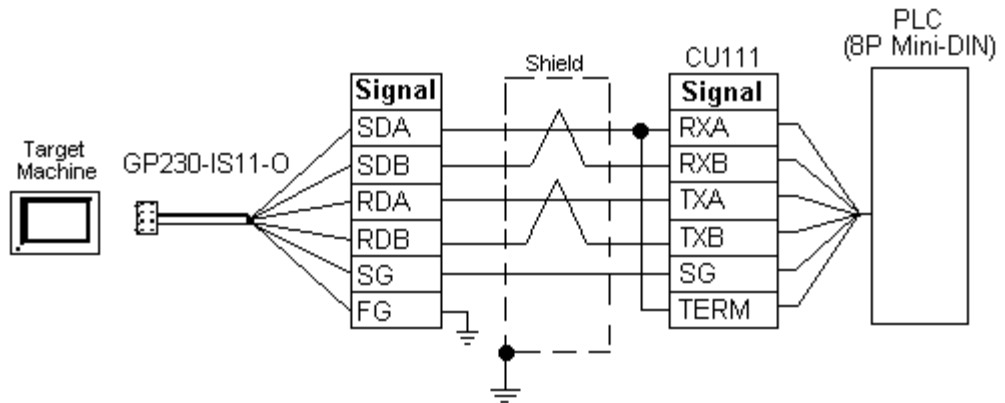 PLC
(8P Mini-DIN)
CU111
Shield
Signal
Signal
SDA
RXA
Target
Machine
GP230-IS11-O
SDB
RXB
RDA
TXA
RDB
TXB
SG
SG
FG
TERM